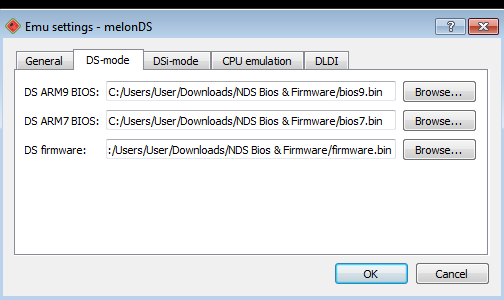 Emu settings - melonDS
General DS-mode DSi-mode CPU emulation DLDI
DS ARM9 BIOS: C:/Users/User/Downloads/NDS Bios & Firmware/bios9.bin Browse...
DS ARM7 BIOS: C:/Users/User/Downloads/NDS Bios & Firmware/bios7.bin Browse...
DS firmware: :/Users/User/Downloads/NDS Bios & Firmware/firmware.bin Browse...
OK Cancel